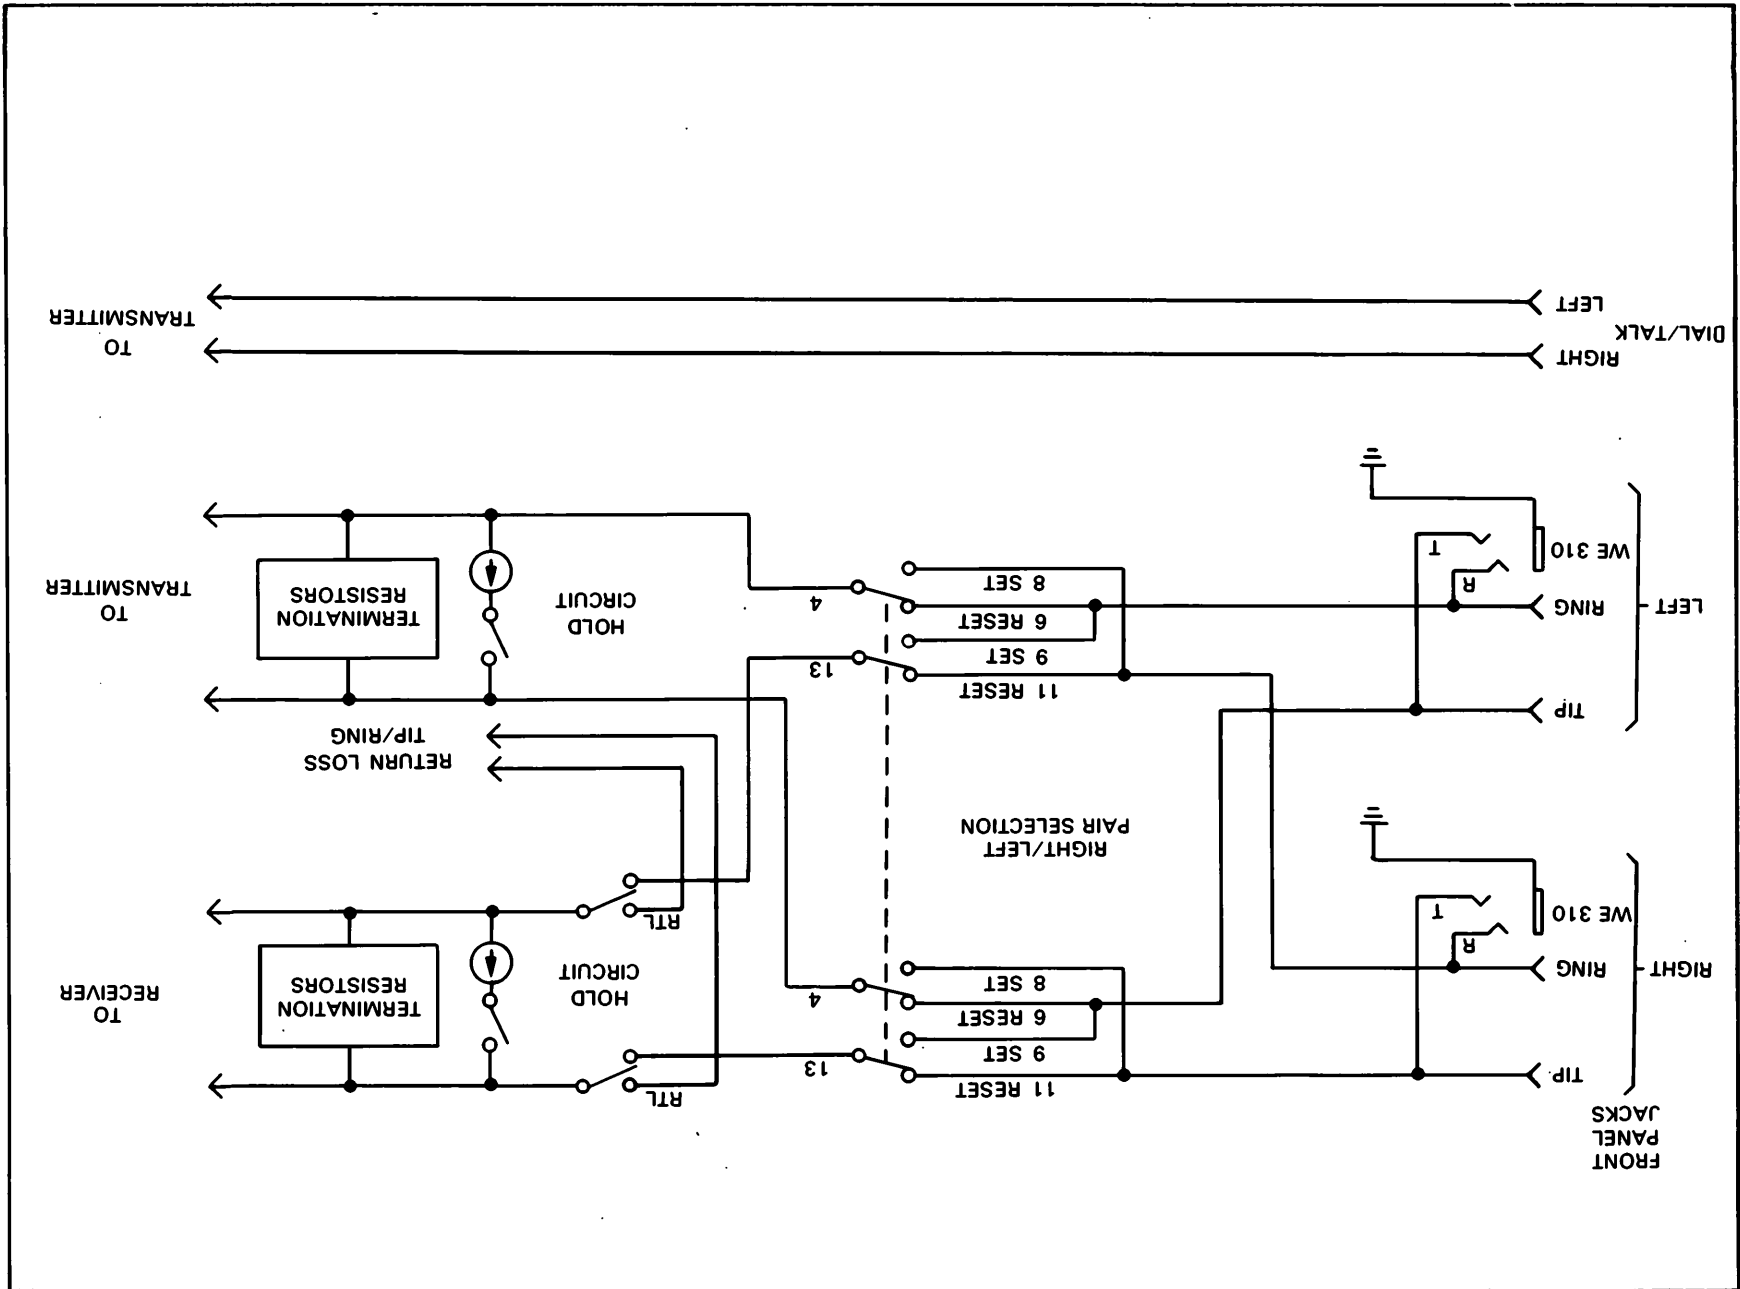 FRONT
PANEL
JACKS
TIP
11 RESET
13
RTL
9 SET
6 RESET
8 SET
4
RIGHT
RING
R
WE 310
T
HOLD
CIRCUIT
TERMINATION
RESISTORS
TO
RECEIVER
RTL
RIGHT/LEFT
PAIR SELECTION
RETURN LOSS
TIP/RING
TIP
11 RESET
13
9 SET
6 RESET
8 SET
4
LEFT
RING
R
WE 310
T
HOLD
CIRCUIT
TERMINATION
RESISTORS
TO
TRANSMITTER
DIAL/TALK
RIGHT
LEFT
TO
TRANSMITTER